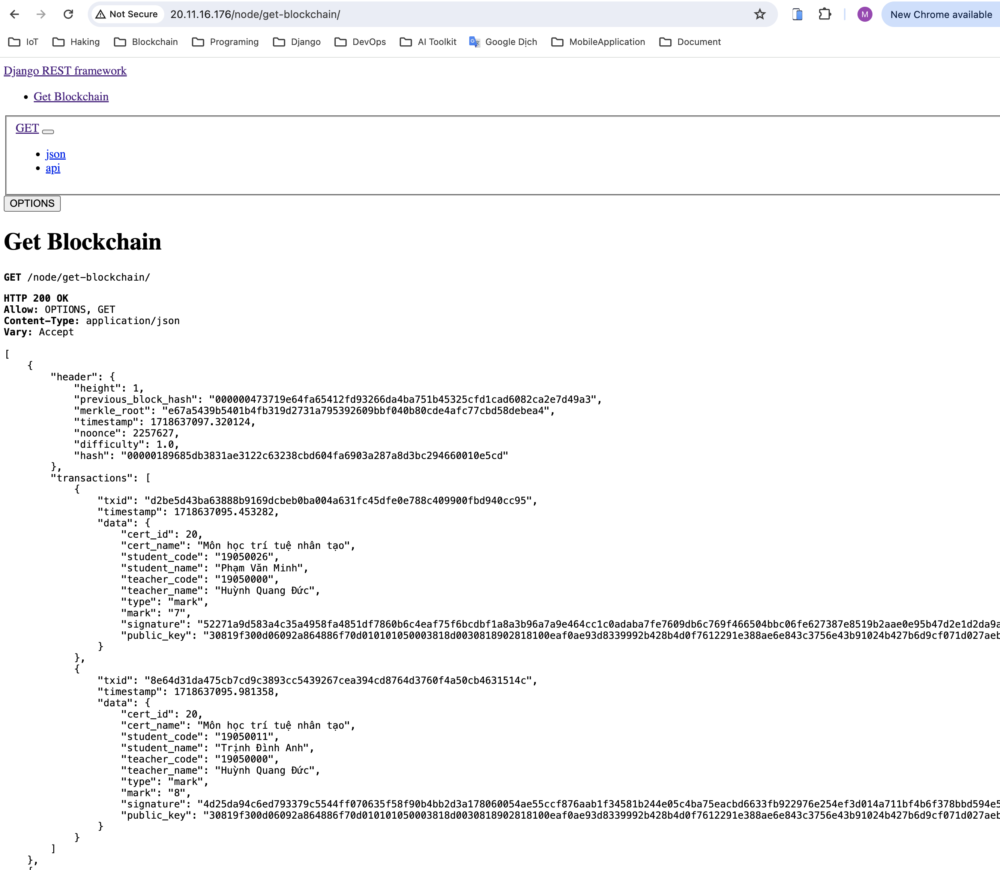 Not Secure 20.11.16.176/node/get-blockchain/ M New Chrome available
IoT Haking Blockchain Programing Django DevOps AI Toolkit Google Dịch MobileApplication Document
Django REST framework
Get Blockchain
GET
json
api
OPTIONS
Get Blockchain
GET /node/get-blockchain/
HTTP 200 OK
Allow: OPTIONS, GET
Content-Type: application/json
Vary: Accept
[
{
"header": {
"height": 1,
"previous_block_hash": "000000473719e64fa65412fd93266da4ba751b45325cfd1cad6082ca2e7d49a3",
"merkle_root": "e67a5439b5401b4fb319d2731a795392609bbf040b80cde4afc77cbd58debea4",
"timestamp": 1718637097.320124,
"noonce": 2257627,
"difficulty": 1.0,
"hash": "00000189685db3831ae3122c63238cbd604fa6903a287a8d3bc294660010e5cd"
},
"transactions": [
{
"txid": "d2be5d43ba63888b9169dcbeb0ba004a631fc45dfe0e788c409900fbd940cc95",
"timestamp": 1718637095.453282,
"data": {
"cert_id": 20,
"cert_name": "Môn học trí tuệ nhân tạo",
"student_code": "19050026",
"student_name": "Phạm Văn Minh",
"teacher_code": "19050000",
"teacher_name": "Huỳnh Quang Đức",
"type": "mark",
"mark": "7",
"signature": "52271a9d583a4c35a4958fa4851df7860b6c4eaf75f6bcdbf1a8a3b96a7a9e464cc1c0adaba7fe7609db6c769f466504bbc06fe627387e8519b2aae0e95b47d2e1d2da9a
"public_key": "30819f300d06092a864886f70d010101050003818d0030818902818100eaf0ae93d8339992b428b4d0f7612291e388ae6e843c3756e43b91024b427b6d9cf071d027aeb
}
},
{
"txid": "8e64d31da475cb7cd9c3893cc5439267cea394cd8764d3760f4a50cb4631514c",
"timestamp": 1718637095.981358,
"data": {
"cert_id": 20,
"cert_name": "Môn học trí tuệ nhân tạo",
"student_code": "19050011",
"student_name": "Trịnh Đình Anh",
"teacher_code": "19050000",
"teacher_name": "Huỳnh Quang Đức",
"type": "mark",
"mark": "8",
"signature": "4d25da94c6ed793379c5544ff070635f58f90b4bb2d3a178060054ae55ccf876aab1f34581b244e05c4ba75eacbd6633fb922976e254ef3d014a711bf4b6f378bbd594e5
"public_key": "30819f300d06092a864886f70d010101050003818d0030818902818100eaf0ae93d8339992b428b4d0f7612291e388ae6e843c3756e43b91024b427b6d9cf071d027aeb
}
}
]
},